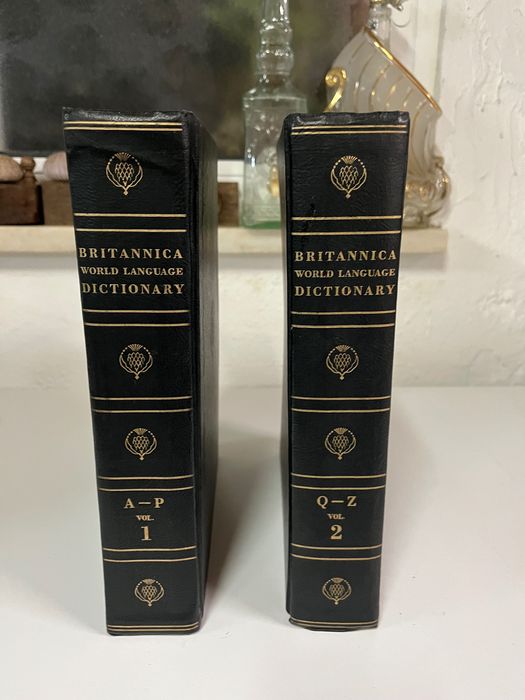 BRITANNICA
WORLD LANGUAGE
DICTIONARY
A–P
VOL.
1
BRITANNICA
WORLD LANGUAGE
DICTIONARY
Q–Z
VOL.
2